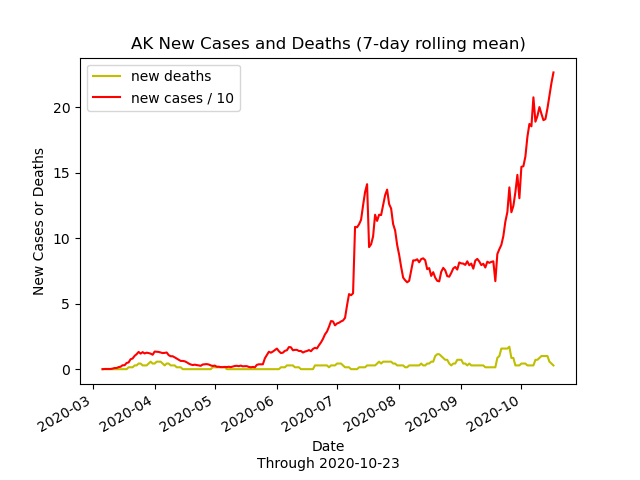 AK New Cases and Deaths (7-day rolling mean)
new deaths
new cases / 10
New Cases or Deaths
20
15
10
5
0
2020-03
2020-04
2020-05
2020-06
2020-07
2020-08
2020-09
2020-10
Date
Through 2020-10-23